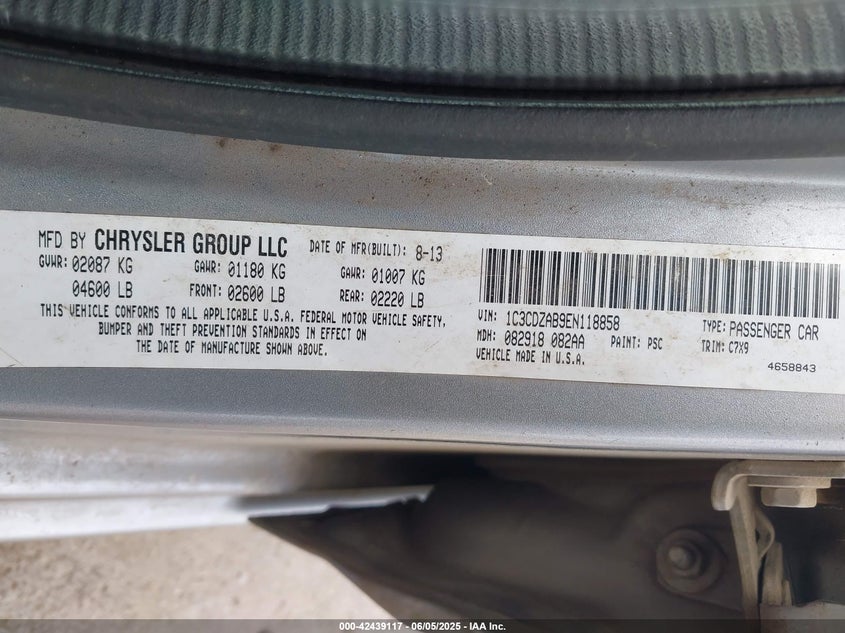 MFD BY CHRYSLER GROUP LLC DATE OF MFR(BUILT): 8-13
GVWR: 02087 KG GAWR: 01180 KG GAWR: 01007 KG
04600 LB FRONT: 02600 LB REAR: 02220 LB
THIS VEHICLE CONFORMS TO ALL APPLICABLE U.S.A. FEDERAL MOTOR VEHICLE SAFETY,
BUMPER AND THEFT PREVENTION STANDARDS IN EFFECT ON
THE DATE OF MANUFACTURE SHOWN ABOVE.
VIN: 1C3CDZAB9EN118858 TYPE: PASSENGER CAR
MDH: 082918 082AA PAINT: PSC TRIM: C7X9
VEHICLE MADE IN U.S.A.
4658843
000-42439117 - 06/05/2025 - IAA Inc.